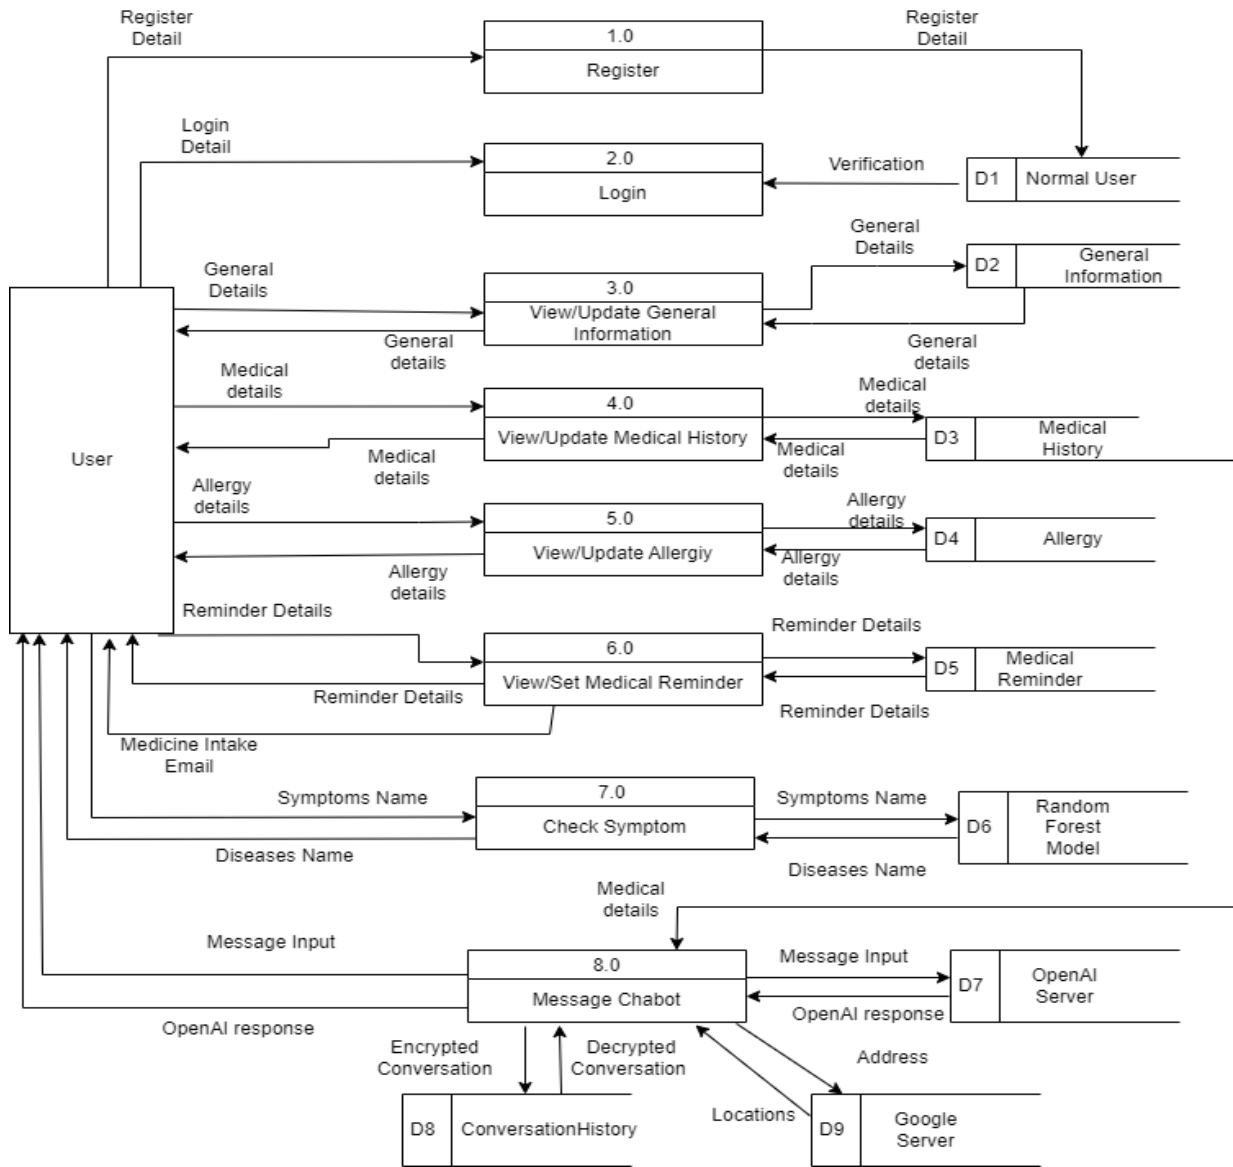 Register
Detail
1.0
Register
Register
Detail
Login
Detail
2.0
Login
Verification
D1
Normal User
General
Details
3.0
View/Update General
Information
General
Details
D2
General
Information
General
details
General
details
Medical
details
4.0
View/Update Medical History
Medical
details
D3
Medical
History
Medical
details
Medical
details
User
Allergy
details
5.0
View/Update Allergiy
Allergy
details
D4
Allergy
Allergy
details
Allergy
details
Reminder Details
6.0
View/Set Medical Reminder
Reminder Details
D5
Medical
Reminder
Reminder Details
Reminder Details
Medicine Intake
Email
Symptoms Name
7.0
Check Symptom
Symptoms Name
D6
Random
Forest
Model
Diseases Name
Diseases Name
Medical
details
Message Input
8.0
Message Chabot
Message Input
D7
OpenAI
Server
OpenAI response
OpenAI response
Encrypted
Conversation
Decrypted
Conversation
Address
Locations
D8
ConversationHistory
D9
Google
Server